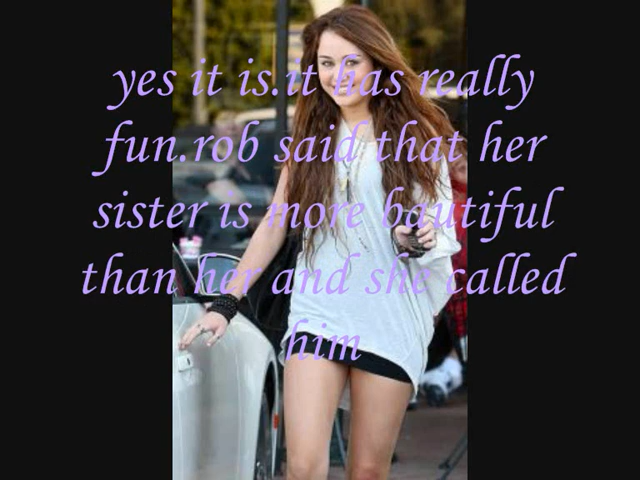 yes it is.it has really
fun.rob said that her
sister is more bautiful
than her and she called
him